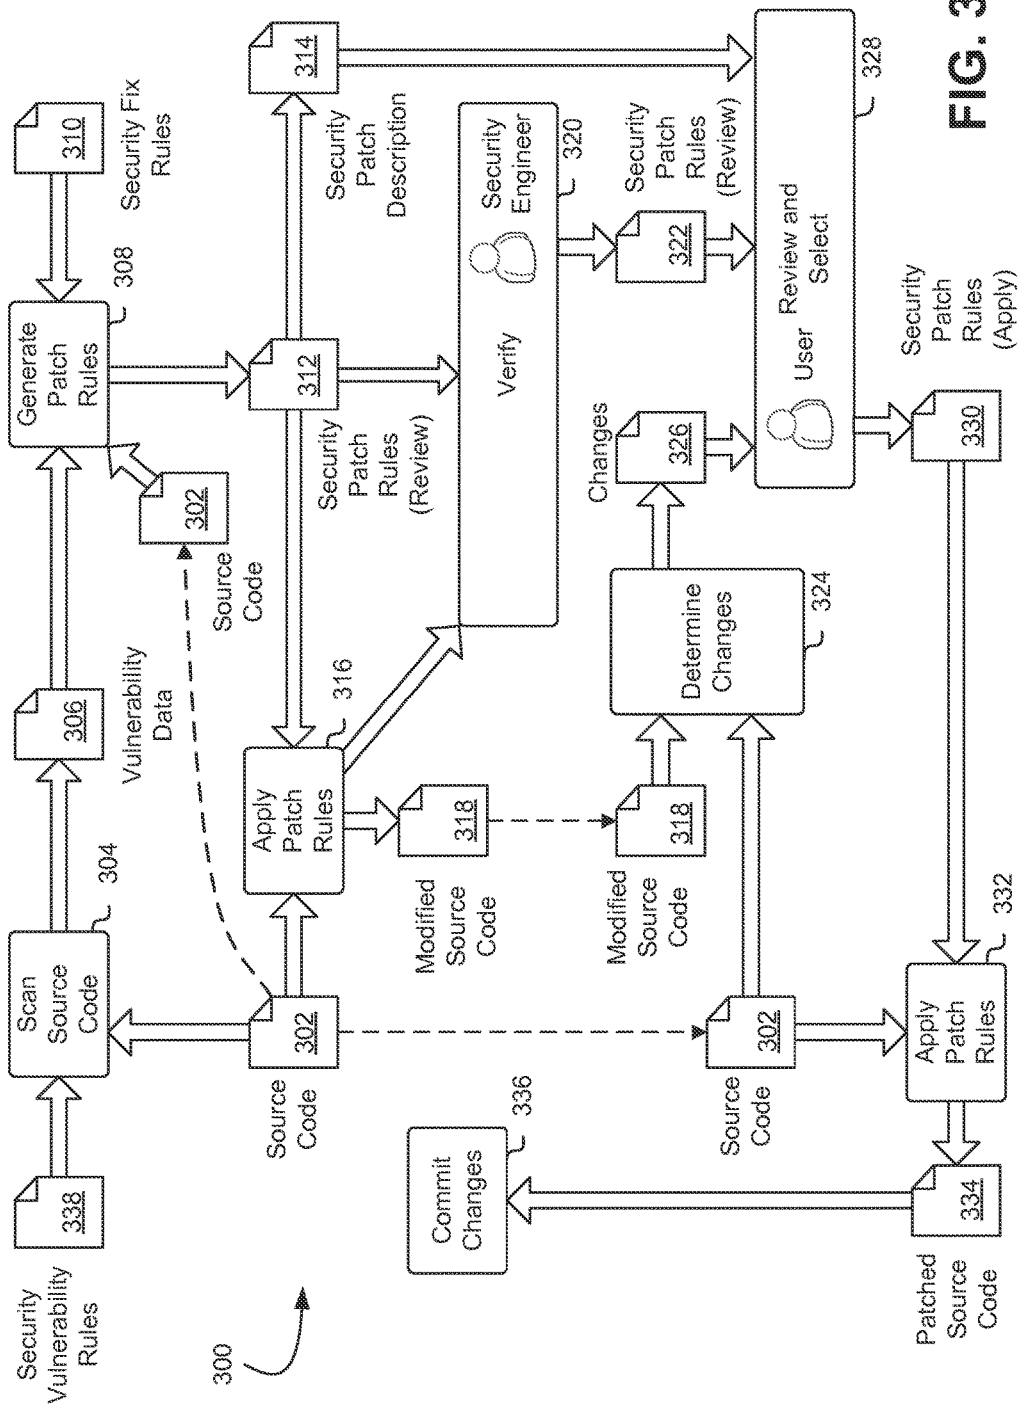 Security
Vulnerability
Rules
338
Scan
Source
Code
304
306
Vulnerability
Data
Generate
Patch
Rules
308
310
Security Fix
Rules
302
Source
Code
300
Source
Code
302
Apply
Patch
Rules
316
312
Security
Patch
Rules
(Review)
314
Security
Patch
Description
Modified
Source
Code
318
Verify
Security
Engineer
320
Commit
Changes
336
Modified
Source
Code
318
Determine
Changes
324
Changes
326
322
Security
Patch
Rules
(Review)
Source
Code
302
User
Review and
Select
328
Patched
Source
Code
334
Apply
Patch
Rules
332
330
Security
Patch
Rules
(Apply)
FIG. 3